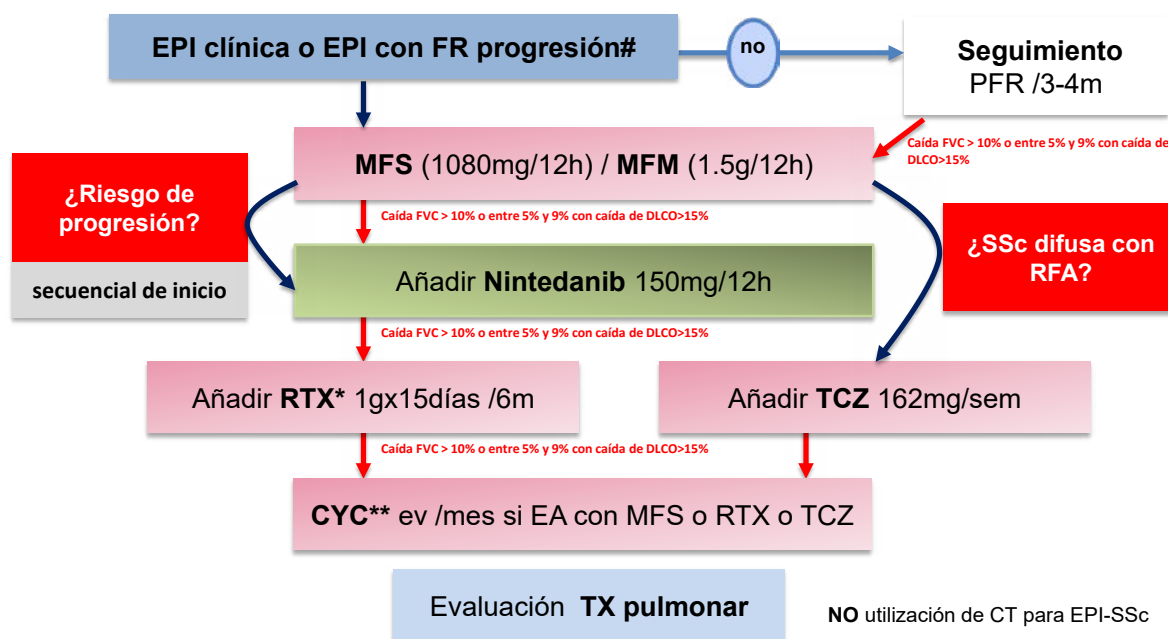 EPI clínica o EPI con FR progresión#
no
Seguimiento
PFR /3-4m
Caída FVC > 10% o entre 5% y 9% con caída de
DLCO>15%
MFS (1080mg/12h) / MFM (1.5g/12h)
¿Riesgo de
progresión?
secuencial de inicio
Caída FVC > 10% o entre 5% y 9% con caída de DLCO>15%
¿SSc difusa con
RFA?
Añadir Nintedanib 150mg/12h
Caída FVC > 10% o entre 5% y 9% con caída de DLCO>15%
Añadir RTX* 1gx15días /6m
Añadir TCZ 162mg/sem
Caída FVC > 10% o entre 5% y 9% con caída de DLCO>15%
CYC** ev /mes si EA con MFS o RTX o TCZ
Evaluación TX pulmonar
NO utilización de CT para EPI-SSc